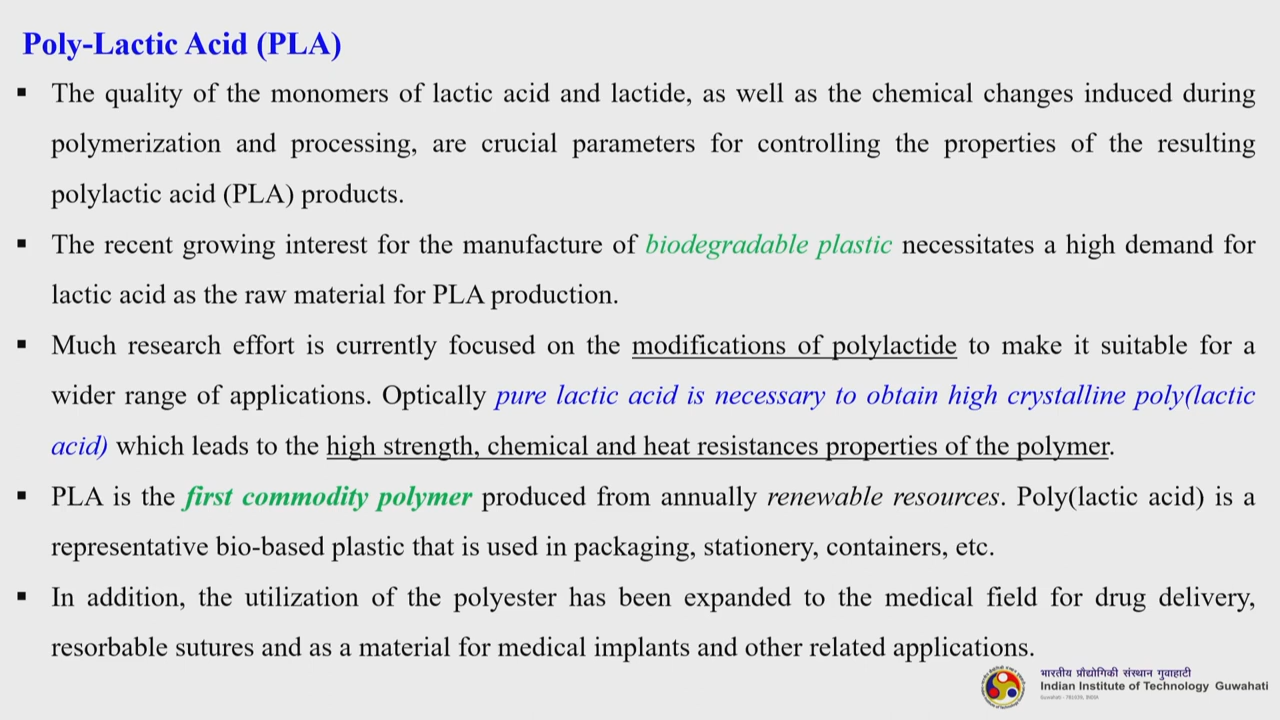 Poly-Lactic Acid (PLA)
▪ The quality of the monomers of lactic acid and lactide, as well as the chemical changes induced during
polymerization and processing, are crucial parameters for controlling the properties of the resulting
polylactic acid (PLA) products.
▪ The recent growing interest for the manufacture of biodegradable plastic necessitates a high demand for
lactic acid as the raw material for PLA production.
▪ Much research effort is currently focused on the modifications of polylactide to make it suitable for a
wider range of applications. Optically pure lactic acid is necessary to obtain high crystalline poly(lactic
acid) which leads to the high strength, chemical and heat resistances properties of the polymer.
▪ PLA is the first commodity polymer produced from annually renewable resources. Poly(lactic acid) is a
representative bio-based plastic that is used in packaging, stationery, containers, etc.
▪ In addition, the utilization of the polyester has been expanded to the medical field for drug delivery,
resorbable sutures and as a material for medical implants and other related applications.
भारतीय प्रौद्योगिकी संस्थान गुवाहाटी
Indian Institute of Technology Guwahati
Guwahati - 781039, INDIA